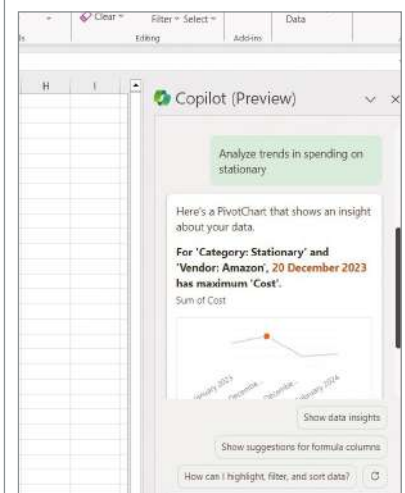 Clear
Filter Select
Data
Editing
Add-ins
H I
Copilot (Preview)
Analyze trends in spending on
stationary
Here's a PivotChart that shows an insight
about your data.
For 'Category: Stationary' and
'Vendor: Amazon', 20 December 2023
has maximum 'Cost'.
Sum of Cost
Show data insights
Show suggestions for formula columns
How can I highlight, filter, and sort data?